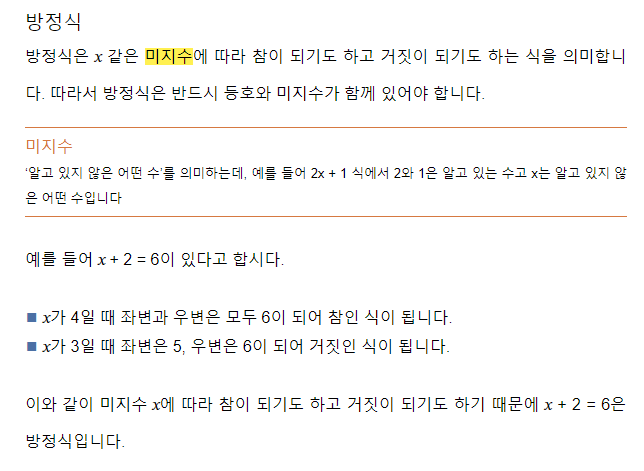 방정식
방정식은 x 같은 미지수에 따라 참이 되기도 하고 거짓이 되기도 하는 식을 의미합니
다. 따라서 방정식은 반드시 등호와 미지수가 함께 있어야 합니다.
미지수
‘알고 있지 않은 어떤 수’를 의미하는데, 예를 들어 2x + 1 식에서 2와 1은 알고 있는 수고 x는 알고 있지 않
은 어떤 수입니다
예를 들어 x + 2 = 6이 있다고 합시다.
■ x가 4일 때 좌변과 우변은 모두 6이 되어 참인 식이 됩니다.
■ x가 3일 때 좌변은 5, 우변은 6이 되어 거짓인 식이 됩니다.
이와 같이 미지수 x에 따라 참이 되기도 하고 거짓이 되기도 하기 때문에 x + 2 = 6은
방정식입니다.